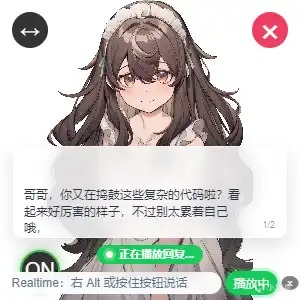 哥哥，你又在捣鼓这些复杂的代码啦？看
起来好厉害的样子，不过别太累着自己
哦。
1/2
正在播放回复...
ON
Realtime：右 Alt 或按住按钮说话
播放中